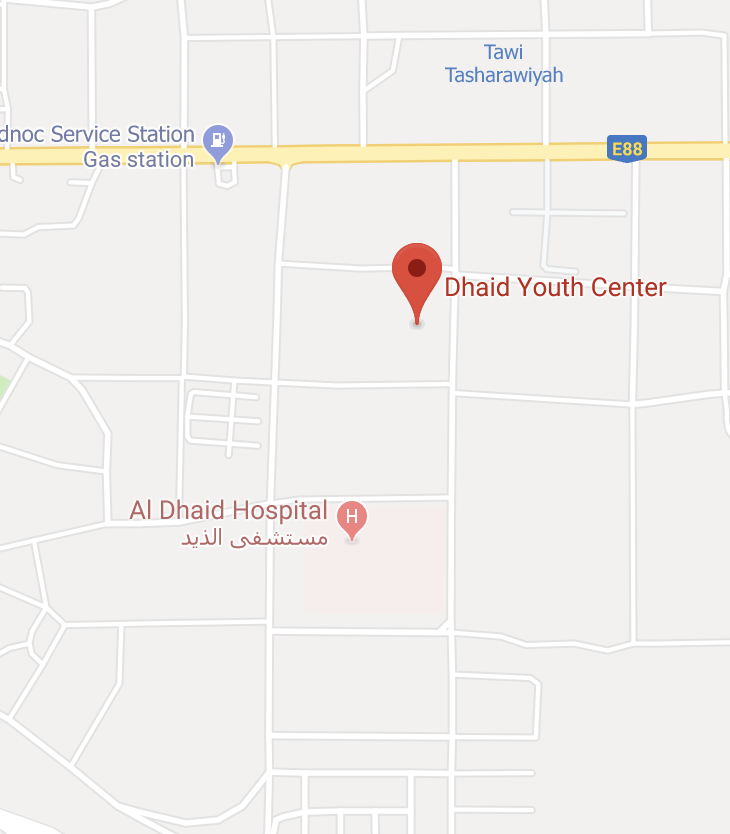 Tawi
Tasharawiyah
dnoc Service Station
Gas station
E88
Dhaid Youth Center
Al Dhaid Hospital
H
مستشفى الذيد